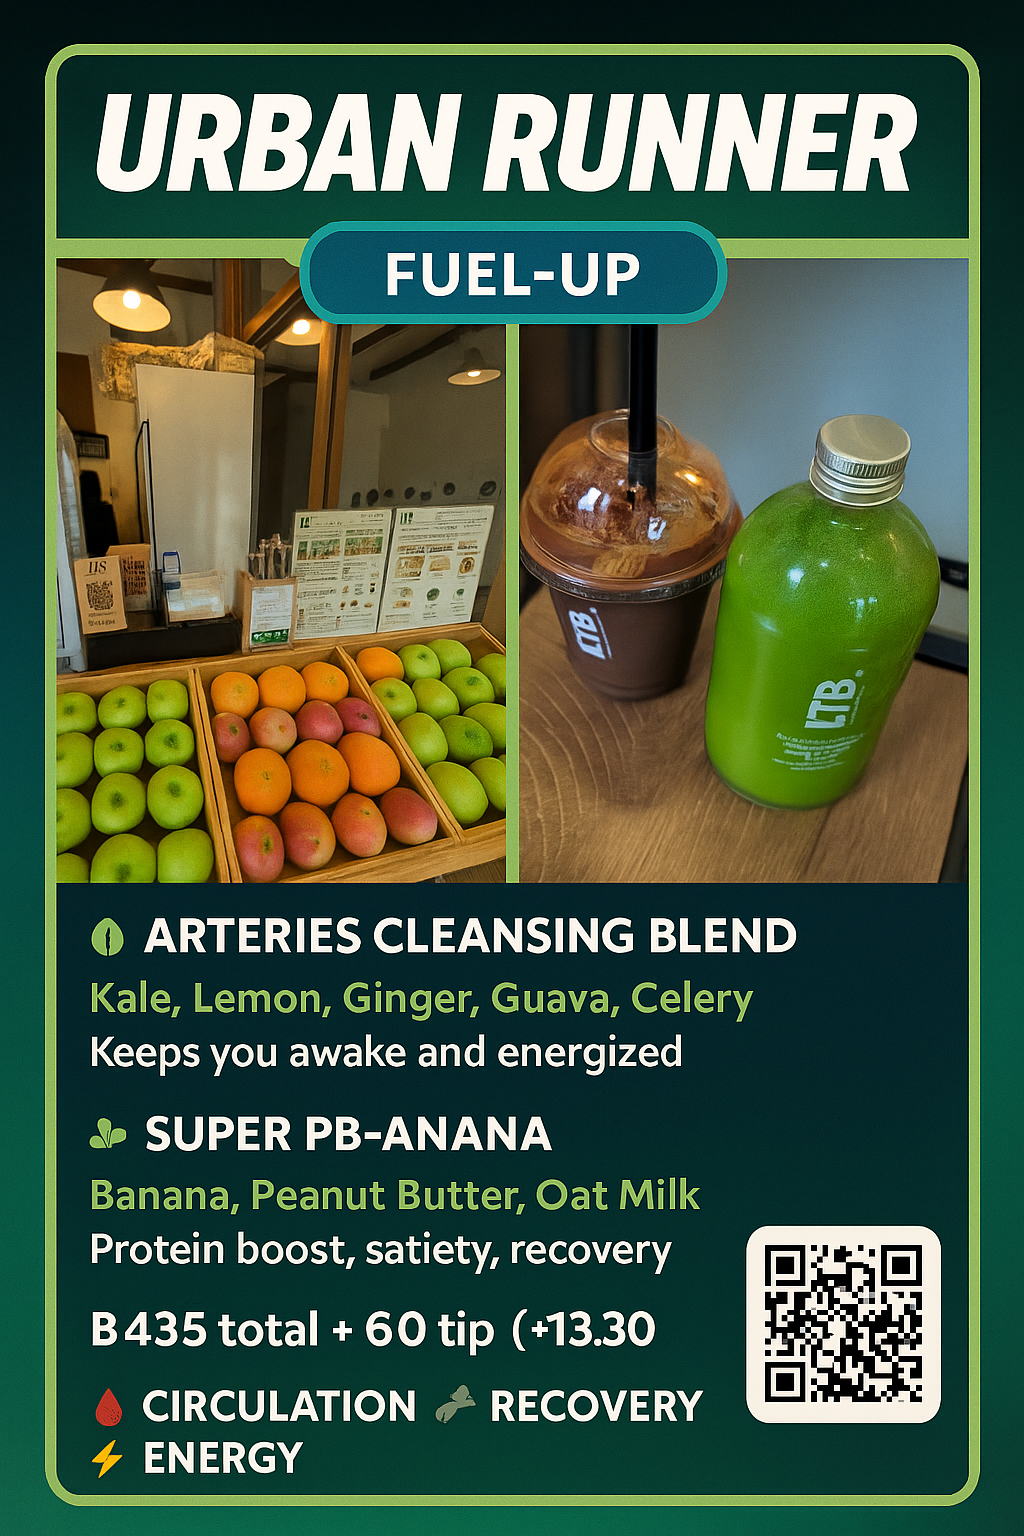 URBAN RUNNER
FUEL-UP
LTB
LTB
ARTERIES CLEANSING BLEND
Kale, Lemon, Ginger, Guava, Celery
Keeps you awake and energized
SUPER PB-ANANA
Banana, Peanut Butter, Oat Milk
Protein boost, satiety, recovery
B435 total + 60 tip (+13.30
CIRCULATION RECOVERY
ENERGY